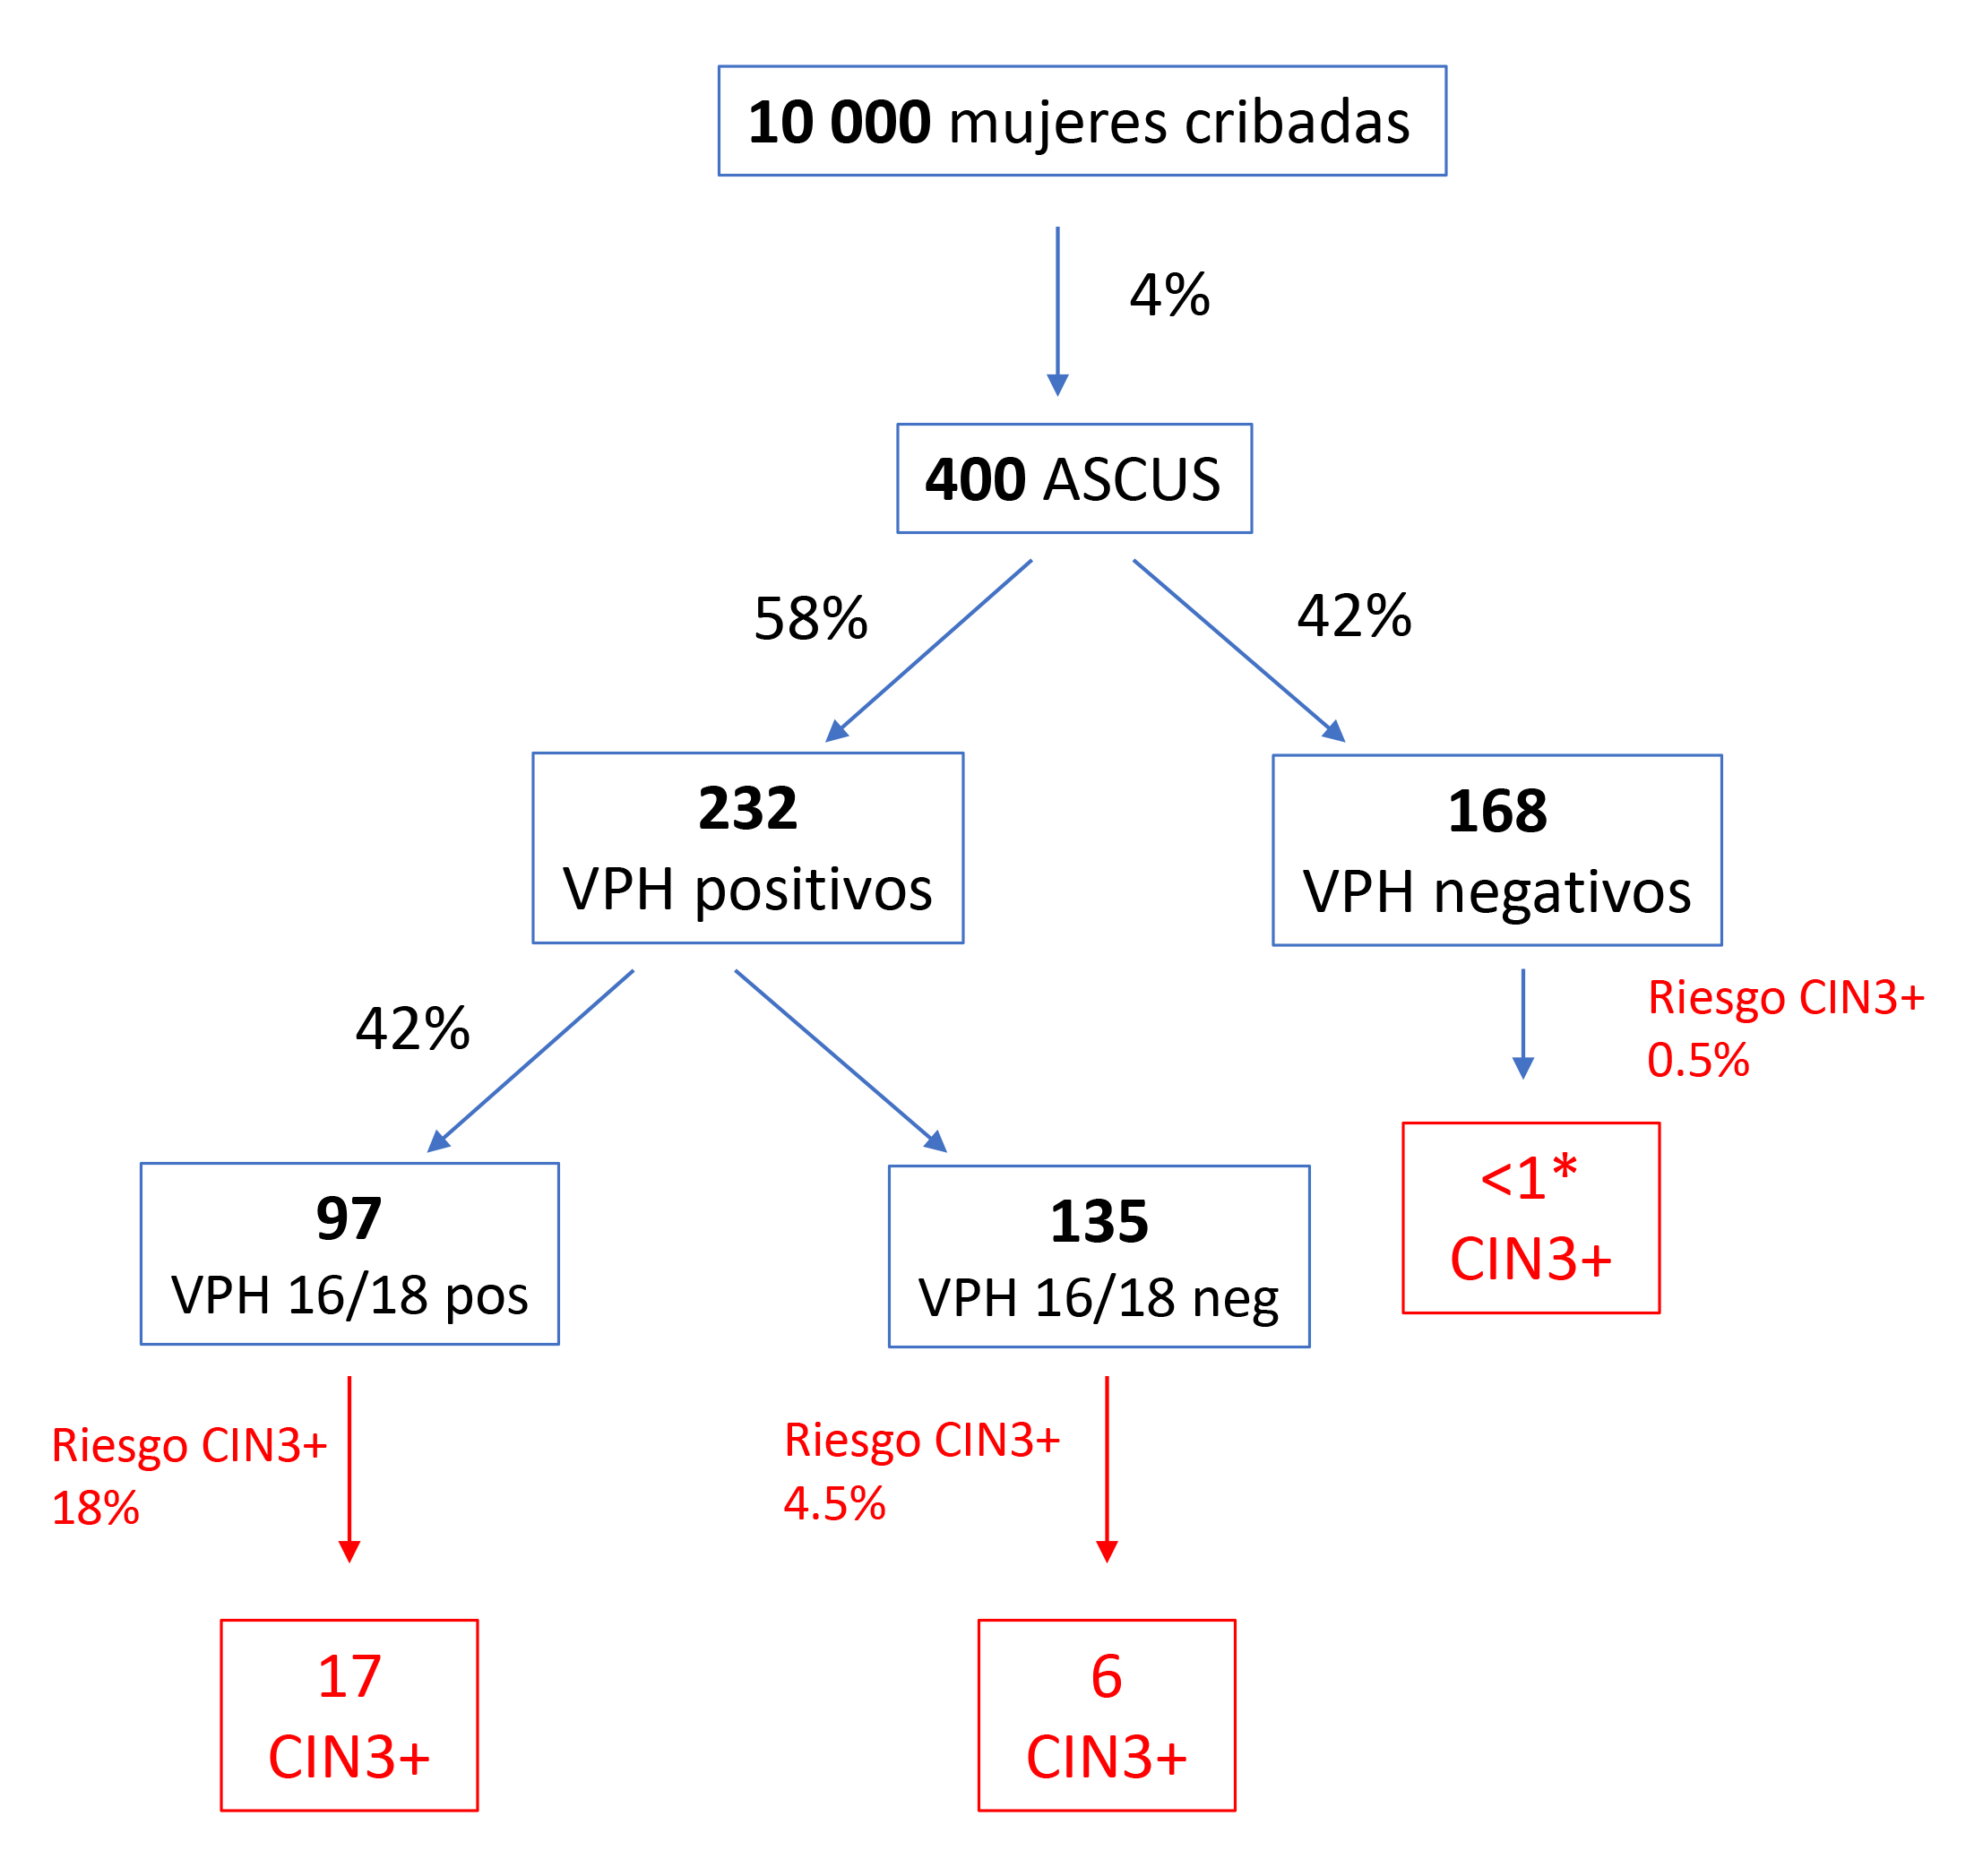 10 000 mujeres cribadas
4%
400 ASCUS
58%
42%
232
VPH positivos
168
VPH negativos
42%
Riesgo CIN3+
0.5%
<1*
CIN3+
97
VPH 16/18 pos
135
VPH 16/18 neg
Riesgo CIN3+
18%
Riesgo CIN3+
4.5%
17
CIN3+
6
CIN3+